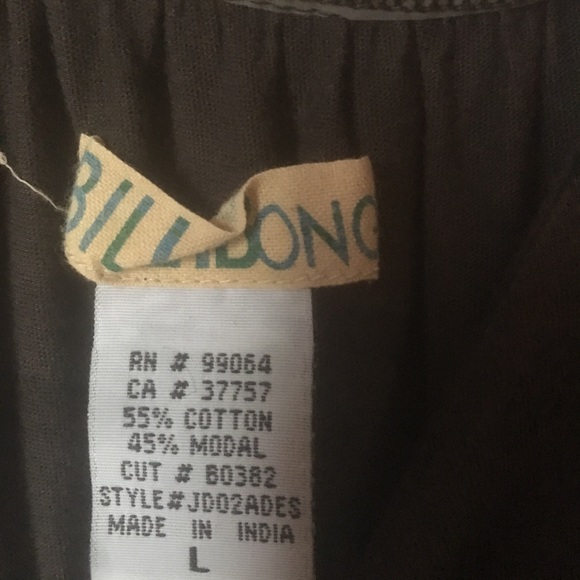 BILLABONG
RN # 99064
CA # 37757
55% COTTON
45% MODAL
CUT # B0382
STYLE#JD02ADES
MADE IN INDIA
L